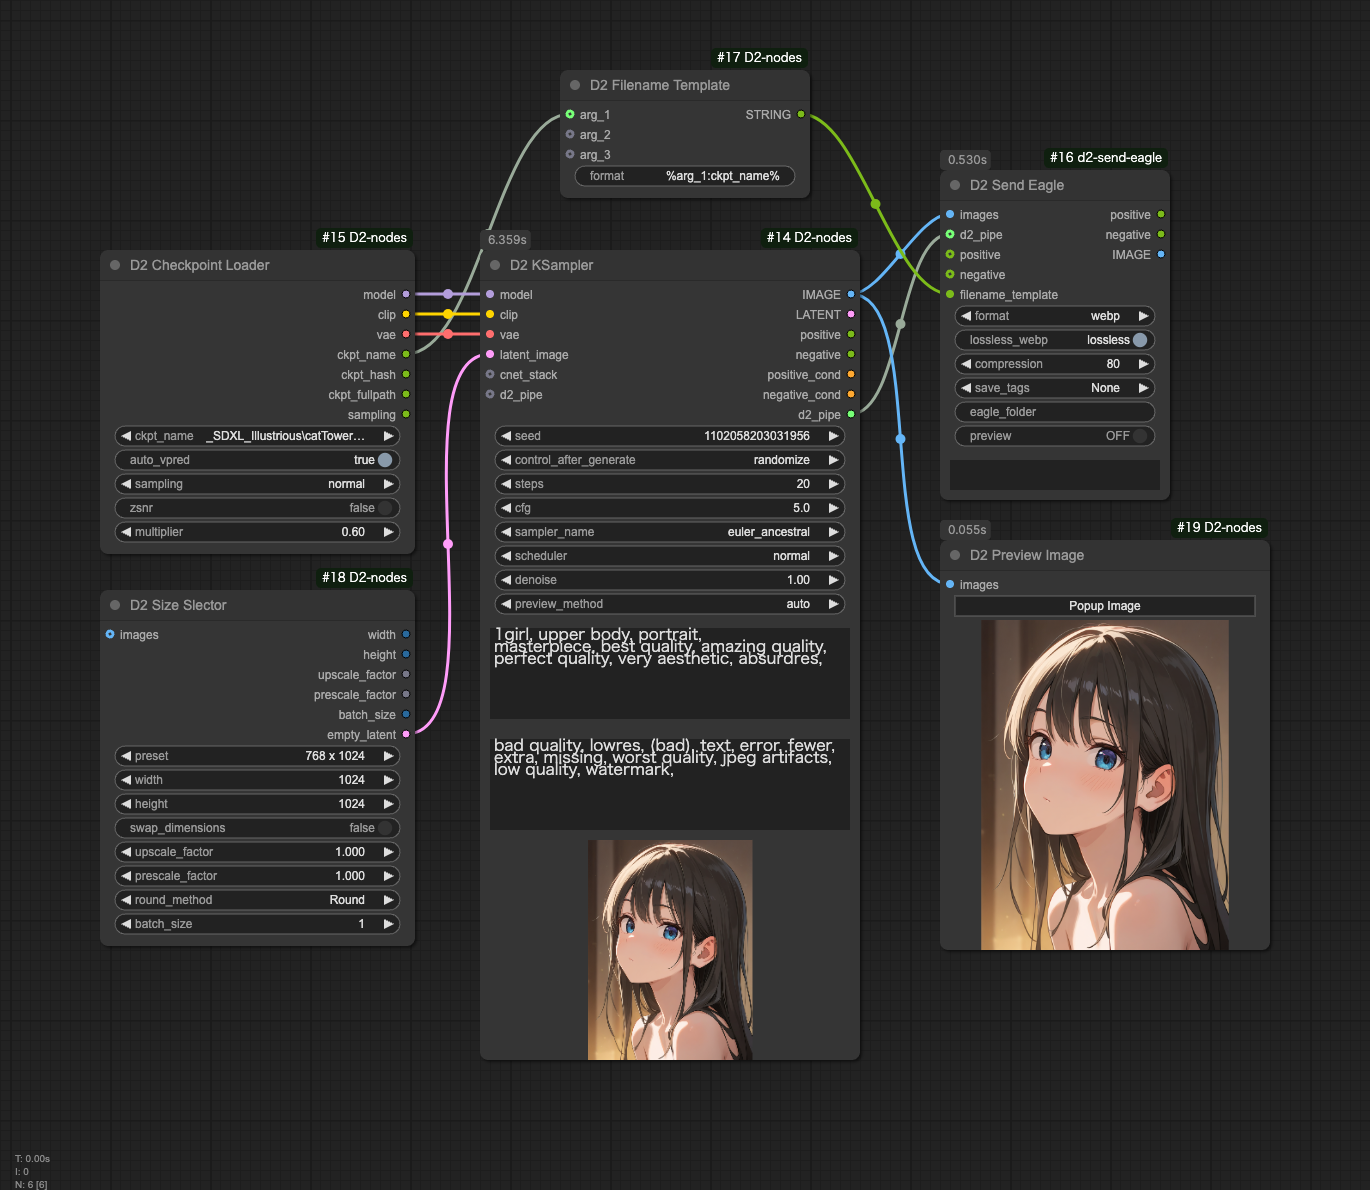 #17 D2-nodes
D2 Filename Template
arg_1 STRING
arg_2
arg_3
format %arg_1:ckpt_name%
#15 D2-nodes
D2 Checkpoint Loader
model
clip
vae
ckpt_name
ckpt_hash
ckpt_fullpath
sampling
ckpt_name _SDXL_Illustrious\catTower...
auto_vpred true
sampling normal
zsnr false
multiplier 0.60
#18 D2-nodes
D2 Size Slector
images width
height
upscale_factor
prescale_factor
batch_size
empty_latent
preset 768 x 1024
width 1024
height 1024
swap_dimensions false
upscale_factor 1.000
prescale_factor 1.000
round_method Round
batch_size 1
6.359s
#14 D2-nodes
D2 KSampler
model IMAGE
clip LATENT
vae positive
latent_image negative
cnet_stack positive_cond
d2_pipe negative_cond
d2_pipe
seed 1102058203031956
control_after_generate randomize
steps 20
cfg 5.0
sampler_name euler_ancestral
scheduler normal
denoise 1.00
preview_method auto
1girl, upper body, portrait,
masterpiece, best quality, amazing quality,
perfect quality, very aesthetic, absurdres,
bad quality, lowres, (bad), text, error, fewer,
extra, missing, worst quality, jpeg artifacts,
low quality, watermark,
0.530s
#16 d2-send-eagle
D2 Send Eagle
images positive
d2_pipe negative
positive IMAGE
negative
filename_template
format webp
lossless_webp lossless
compression 80
save_tags None
eagle_folder
preview OFF
0.055s
#19 D2-nodes
D2 Preview Image
images
Popup Image
T: 0.00s
I: 0
N: 6 [6]